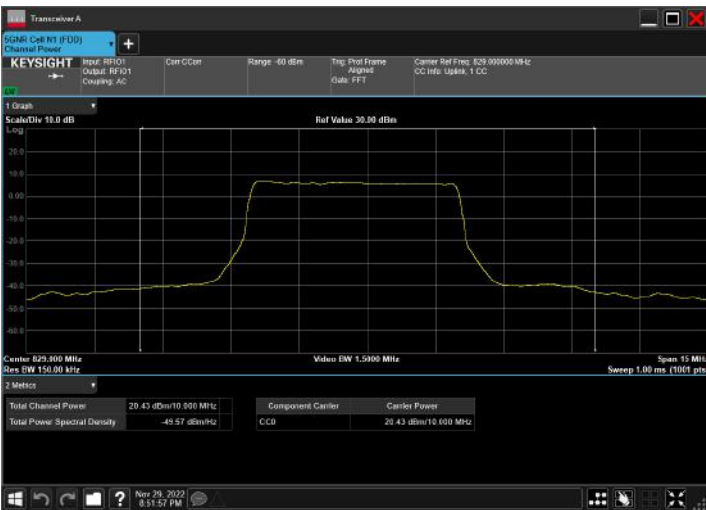 Transceiver A
5GNR Cell N1 (FDD)
Channel Power
KEYSIGHT
Input: RFIO1
Output: RFIO1
Coupling: AC
Corr CCorr
Range: -60 dBm
Trig: Prot Frame
Aligned
Gate: FFT
Carrier Ref Freq: 829.000000 MHz
CC Info: Uplink, 1 CC
1 Graph
Scale/Div 10.0 dB
Ref Value 30.00 dBm
Log
20.0
10.0
0.00
-10.0
-20.0
-30.0
-40.0
-50.0
-60.0
Center 829.000 MHz
Video BW 1.5000 MHz
Span 15 MHz
Res BW 150.00 kHz
Sweep 1.00 ms (1001 pts
2 Metrics
Total Channel Power 20.43 dBm/10.000 MHz
Total Power Spectral Density -49.57 dBm/Hz
Component Carrier Carrier Power
CC0 20.43 dBm/10.000 MHz
?
Nov 29, 2022
8:51:57 PM